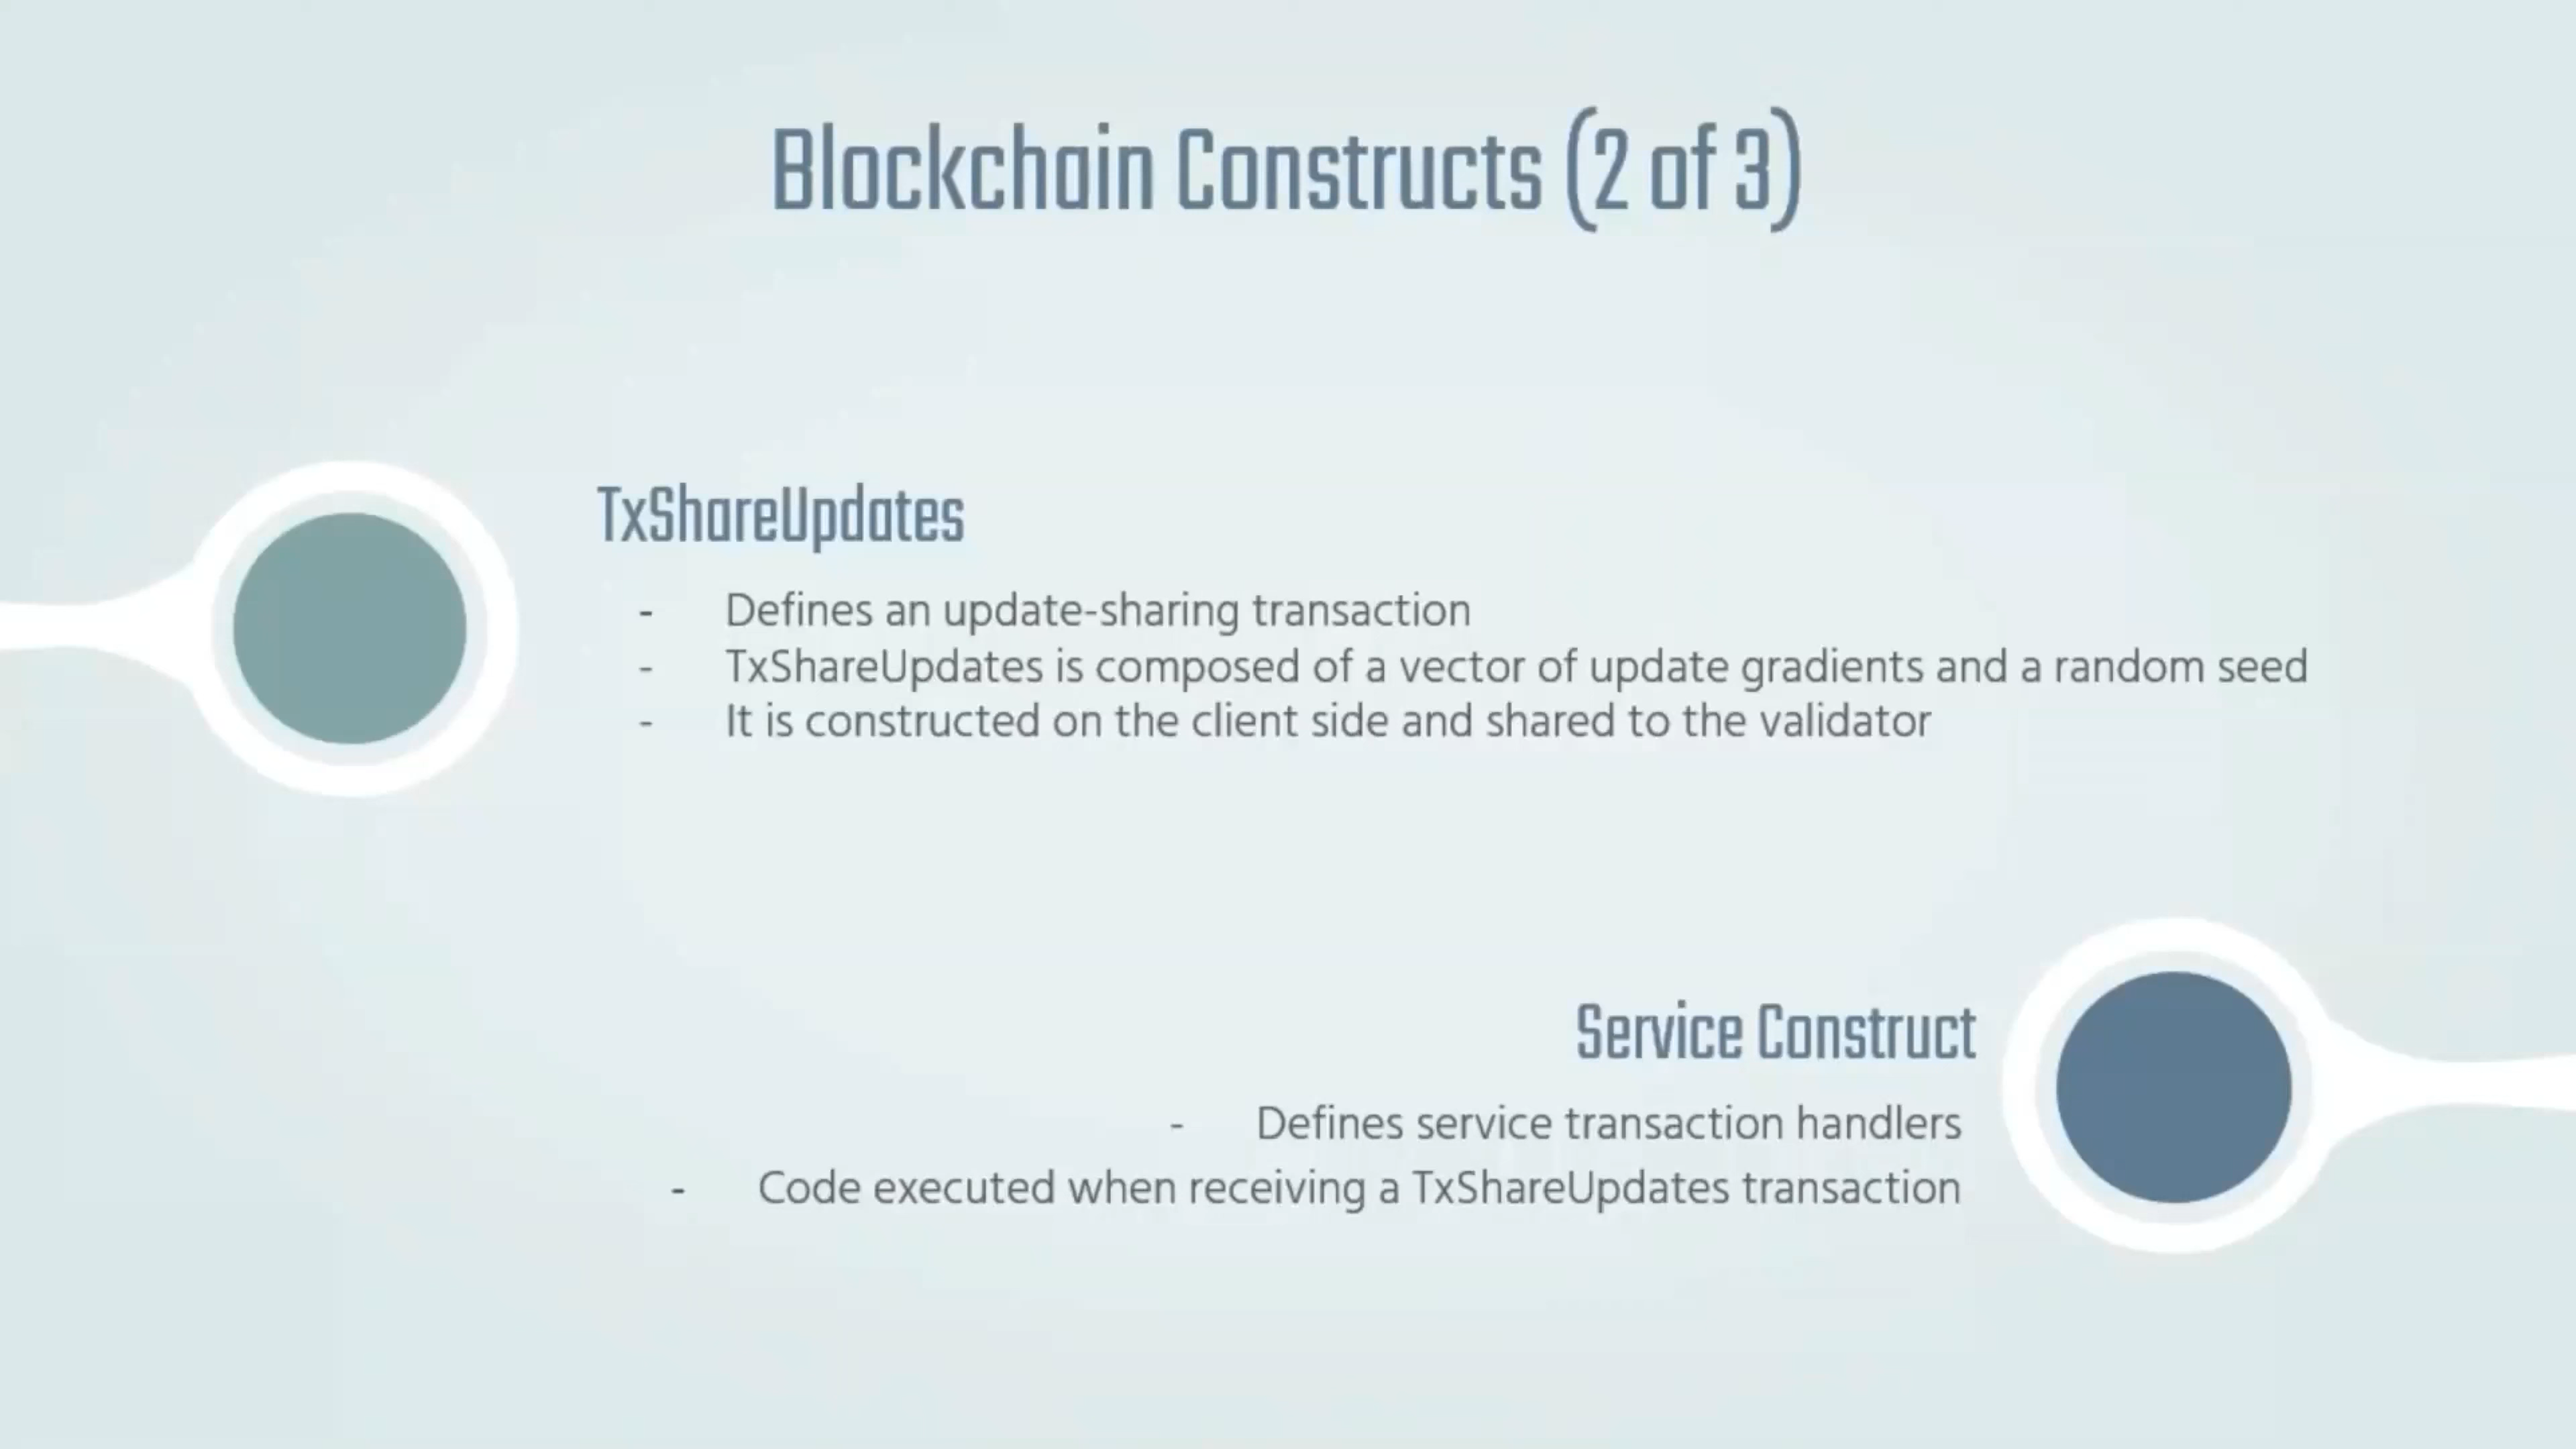 Blockchain Constructs (2 of 3)
TxShareUpdates
- Defines an update-sharing transaction
- TxShareUpdates is composed of a vector of update gradients and a random seed
- It is constructed on the client side and shared to the validator
Service Construct
- Defines service transaction handlers
- Code executed when receiving a TxShareUpdates transaction